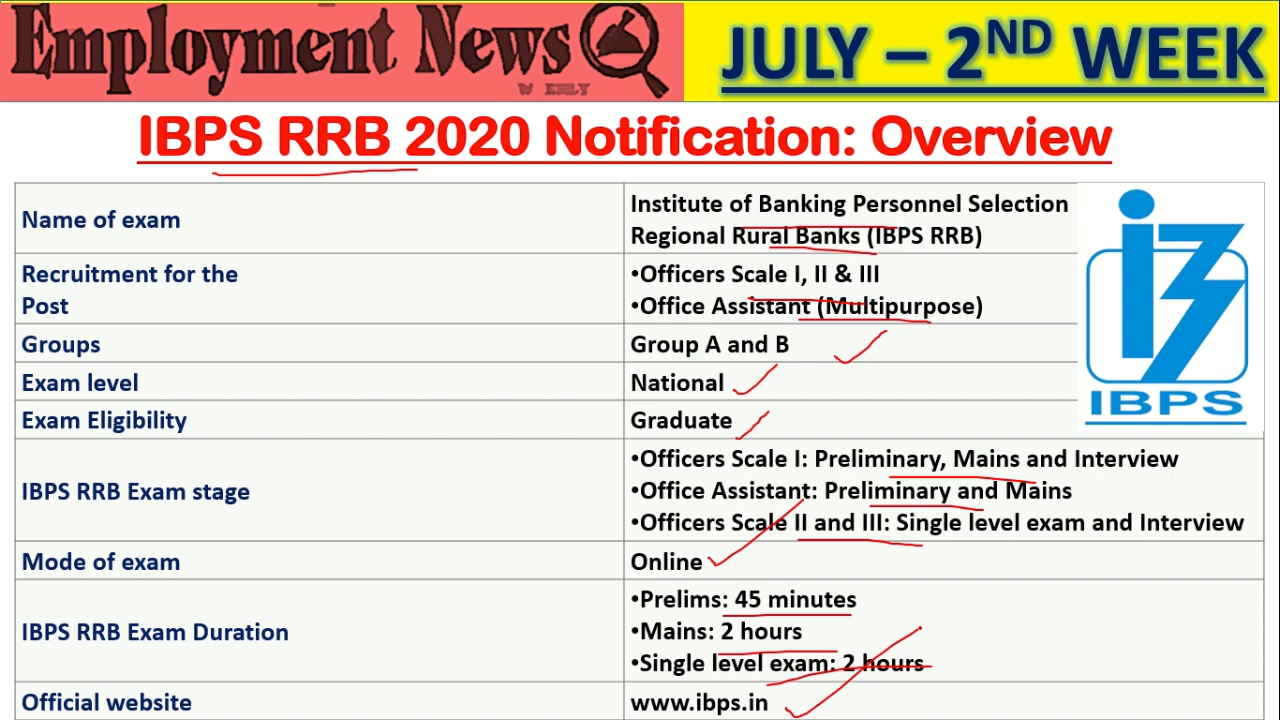 Employment News
JULY – 2ND WEEK
IBPS RRB 2020 Notification: Overview
Name of exam
Institute of Banking Personnel Selection
Regional Rural Banks (IBPS RRB)
Recruitment for the
Post
•Officers Scale I, II & III
•Office Assistant (Multipurpose)
Groups
Group A and B
Exam level
National
Exam Eligibility
Graduate
IBPS
IBPS RRB Exam stage
•Officers Scale I: Preliminary, Mains and Interview
•Office Assistant: Preliminary and Mains
•Officers Scale II and III: Single level exam and Interview
Mode of exam
Online
IBPS RRB Exam Duration
•Prelims: 45 minutes
•Mains: 2 hours
•Single level exam: 2 hours
Official website
www.ibps.in